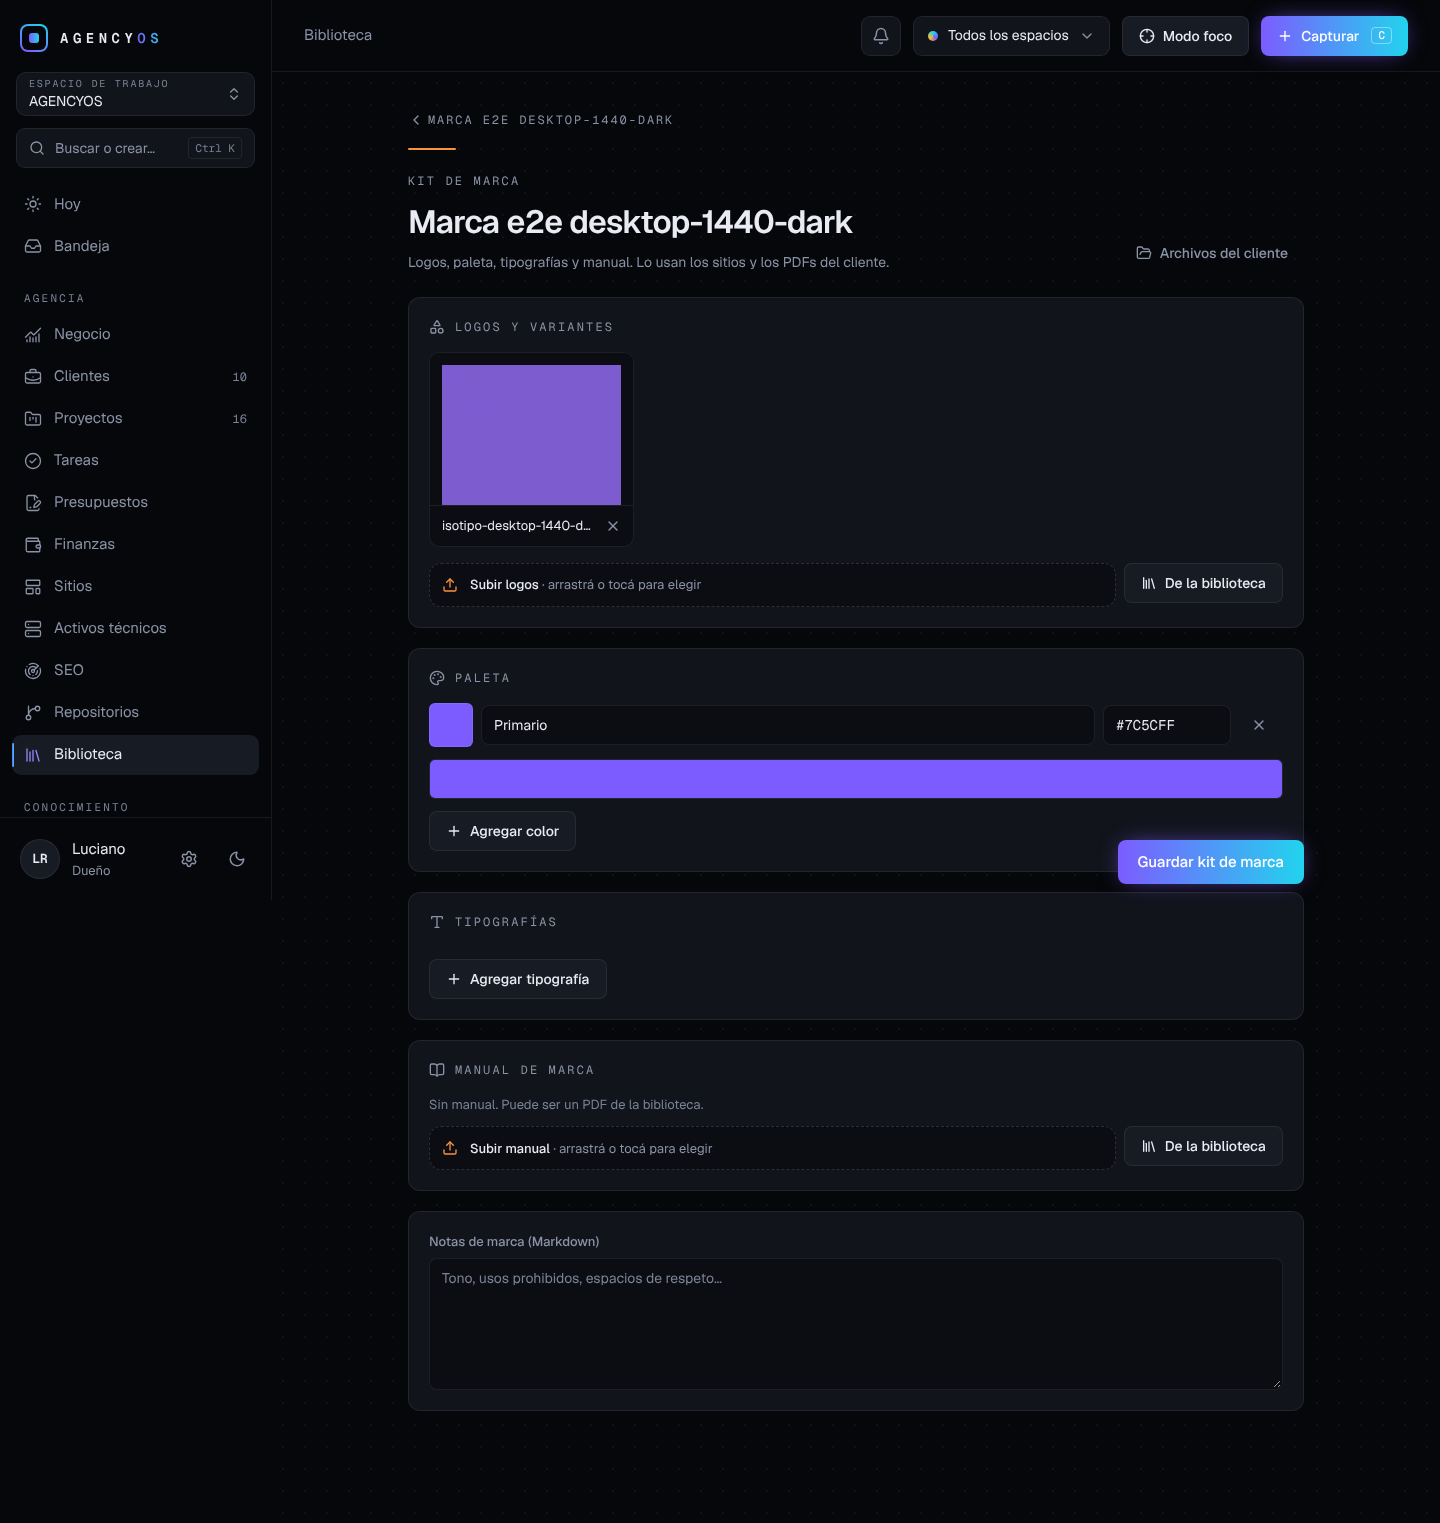 AGENCYOS
ESPACIO DE TRABAJO
AGENCYOS
Buscar o crear...
Ctrl K
Hoy
Bandeja
AGENCIA
Negocio
Clientes 10
Proyectos 16
Tareas
Presupuestos
Finanzas
Sitios
Activos técnicos
SEO
Repositorios
Biblioteca
CONOCIMIENTO
LR
Luciano
Dueño
Biblioteca
Todos los espacios
Modo foco
Capturar C
MARCA E2E DESKTOP-1440-DARK
KIT DE MARCA
Marca e2e desktop-1440-dark
Logos, paleta, tipografías y manual. Lo usan los sitios y los PDFs del cliente.
Archivos del cliente
LOGOS Y VARIANTES
isotipo-desktop-1440-d...
Subir logos · arrastrá o tocá para elegir
De la biblioteca
PALETA
Primario
#7C5CFF
Agregar color
Guardar kit de marca
TIPOGRAFÍAS
Agregar tipografía
MANUAL DE MARCA
Sin manual. Puede ser un PDF de la biblioteca.
Subir manual · arrastrá o tocá para elegir
De la biblioteca
Notas de marca (Markdown)
Tono, usos prohibidos, espacios de respeto...